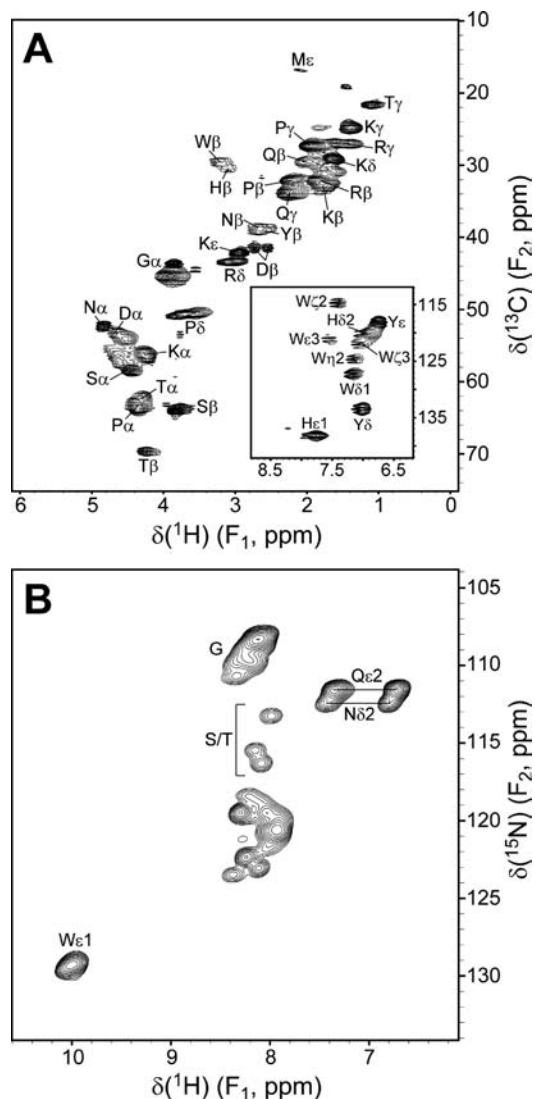 A
10
Mε
20
Tγ
Pγ
Kγ
Wβ
Qβ
Rγ
Kδ
30
Hβ
Pβ
Rβ
Qγ
Kβ
Nβ
Yβ
40
Kε
Dβ
Gα
Rδ
Nα
Dα
Pδ
50
Kα
Sα
60
Tα
Pα
Sβ
Tβ
70
δ(¹³C) (F₂, ppm)
Wζ2
115
Hδ2
Yε
Wε3
Wζ3
Wη2
125
Wδ1
Hε1
Yδ
135
8.5 7.5 6.5
6 5 4 3 2 1 0
δ(¹H) (F₁, ppm)
B
105
G
110
Qε2
Nδ2
S/T
115
120
125
Wε1
130
δ(¹⁵N) (F₂, ppm)
10 9 8 7
δ(¹H) (F₁, ppm)